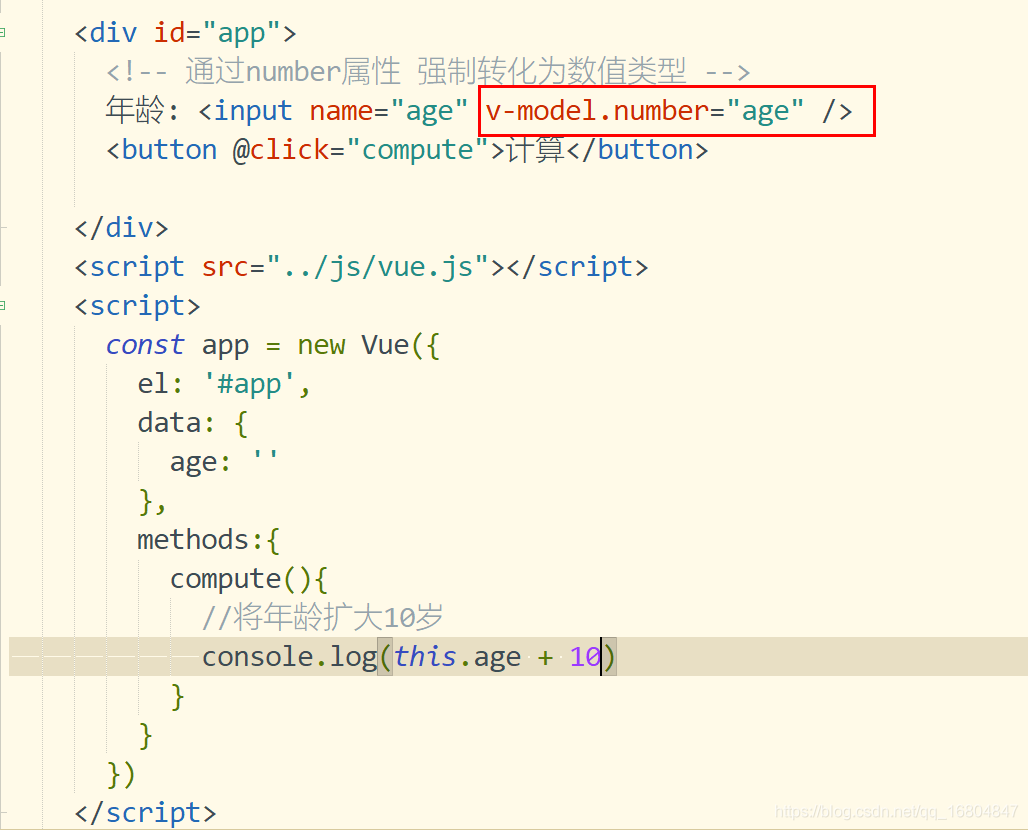 <div id="app">
<!-- 通过number属性 强制转化为数值类型 -->
年龄: <input name="age" v-model.number="age" />
<button @click="compute">计算</button>
</div>
<script src="../js/vue.js"></script>
<script>
const app = new Vue({
el: '#app',
data: {
age: ''
},
methods:{
compute(){
//将年龄扩大10岁
console.log(this.age + 10)
}
}
})
</script>
https://blog.csdn.net/qq_16804847